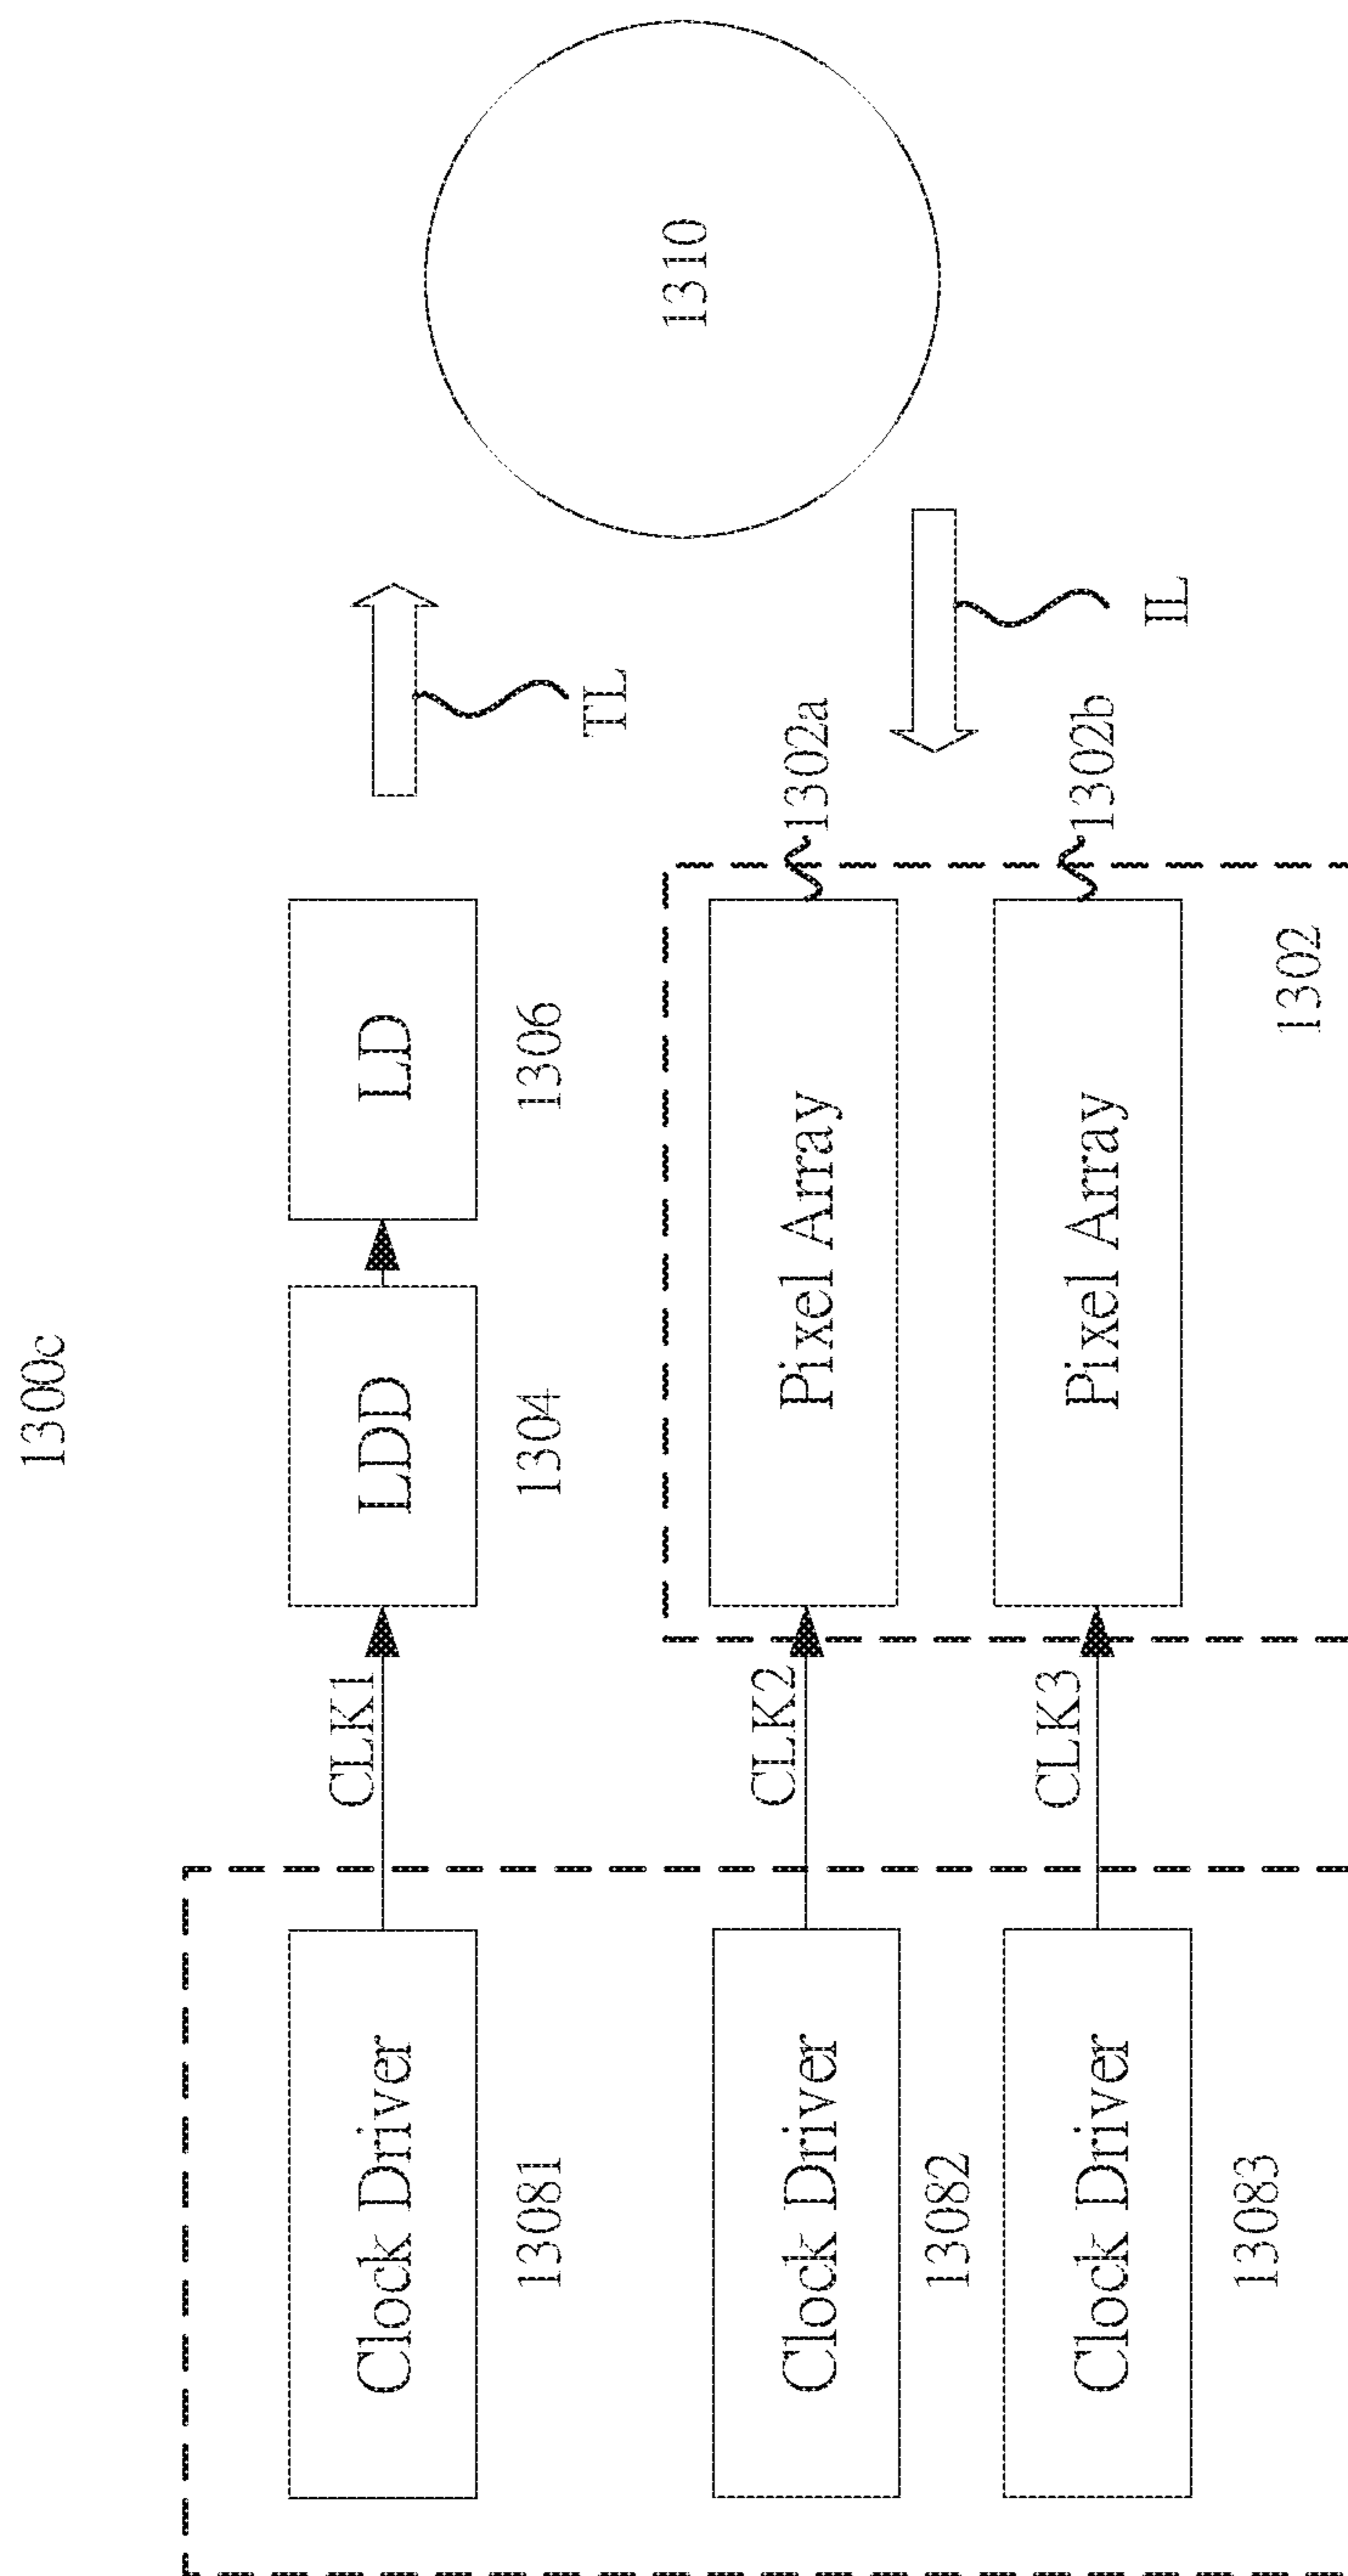 1300c
Clock Driver
13081
CLK1
LDD
1304
LD
1306
TL
1310
Clock Driver
13082
CLK2
Pixel Array
1302a
IL
Clock Driver
13083
CLK3
Pixel Array
1302b
1302